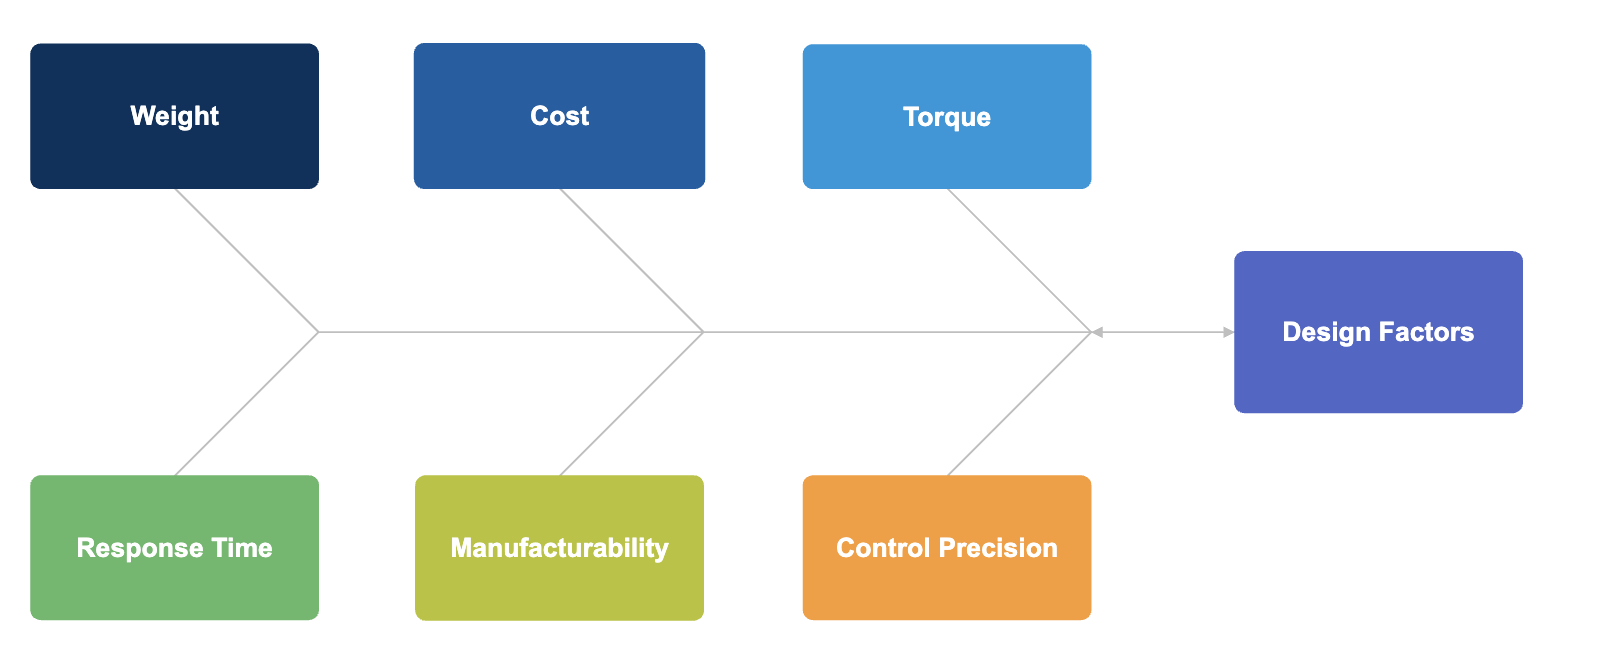 Weight
Cost
Torque
Design Factors
Response Time
Manufacturability
Control Precision